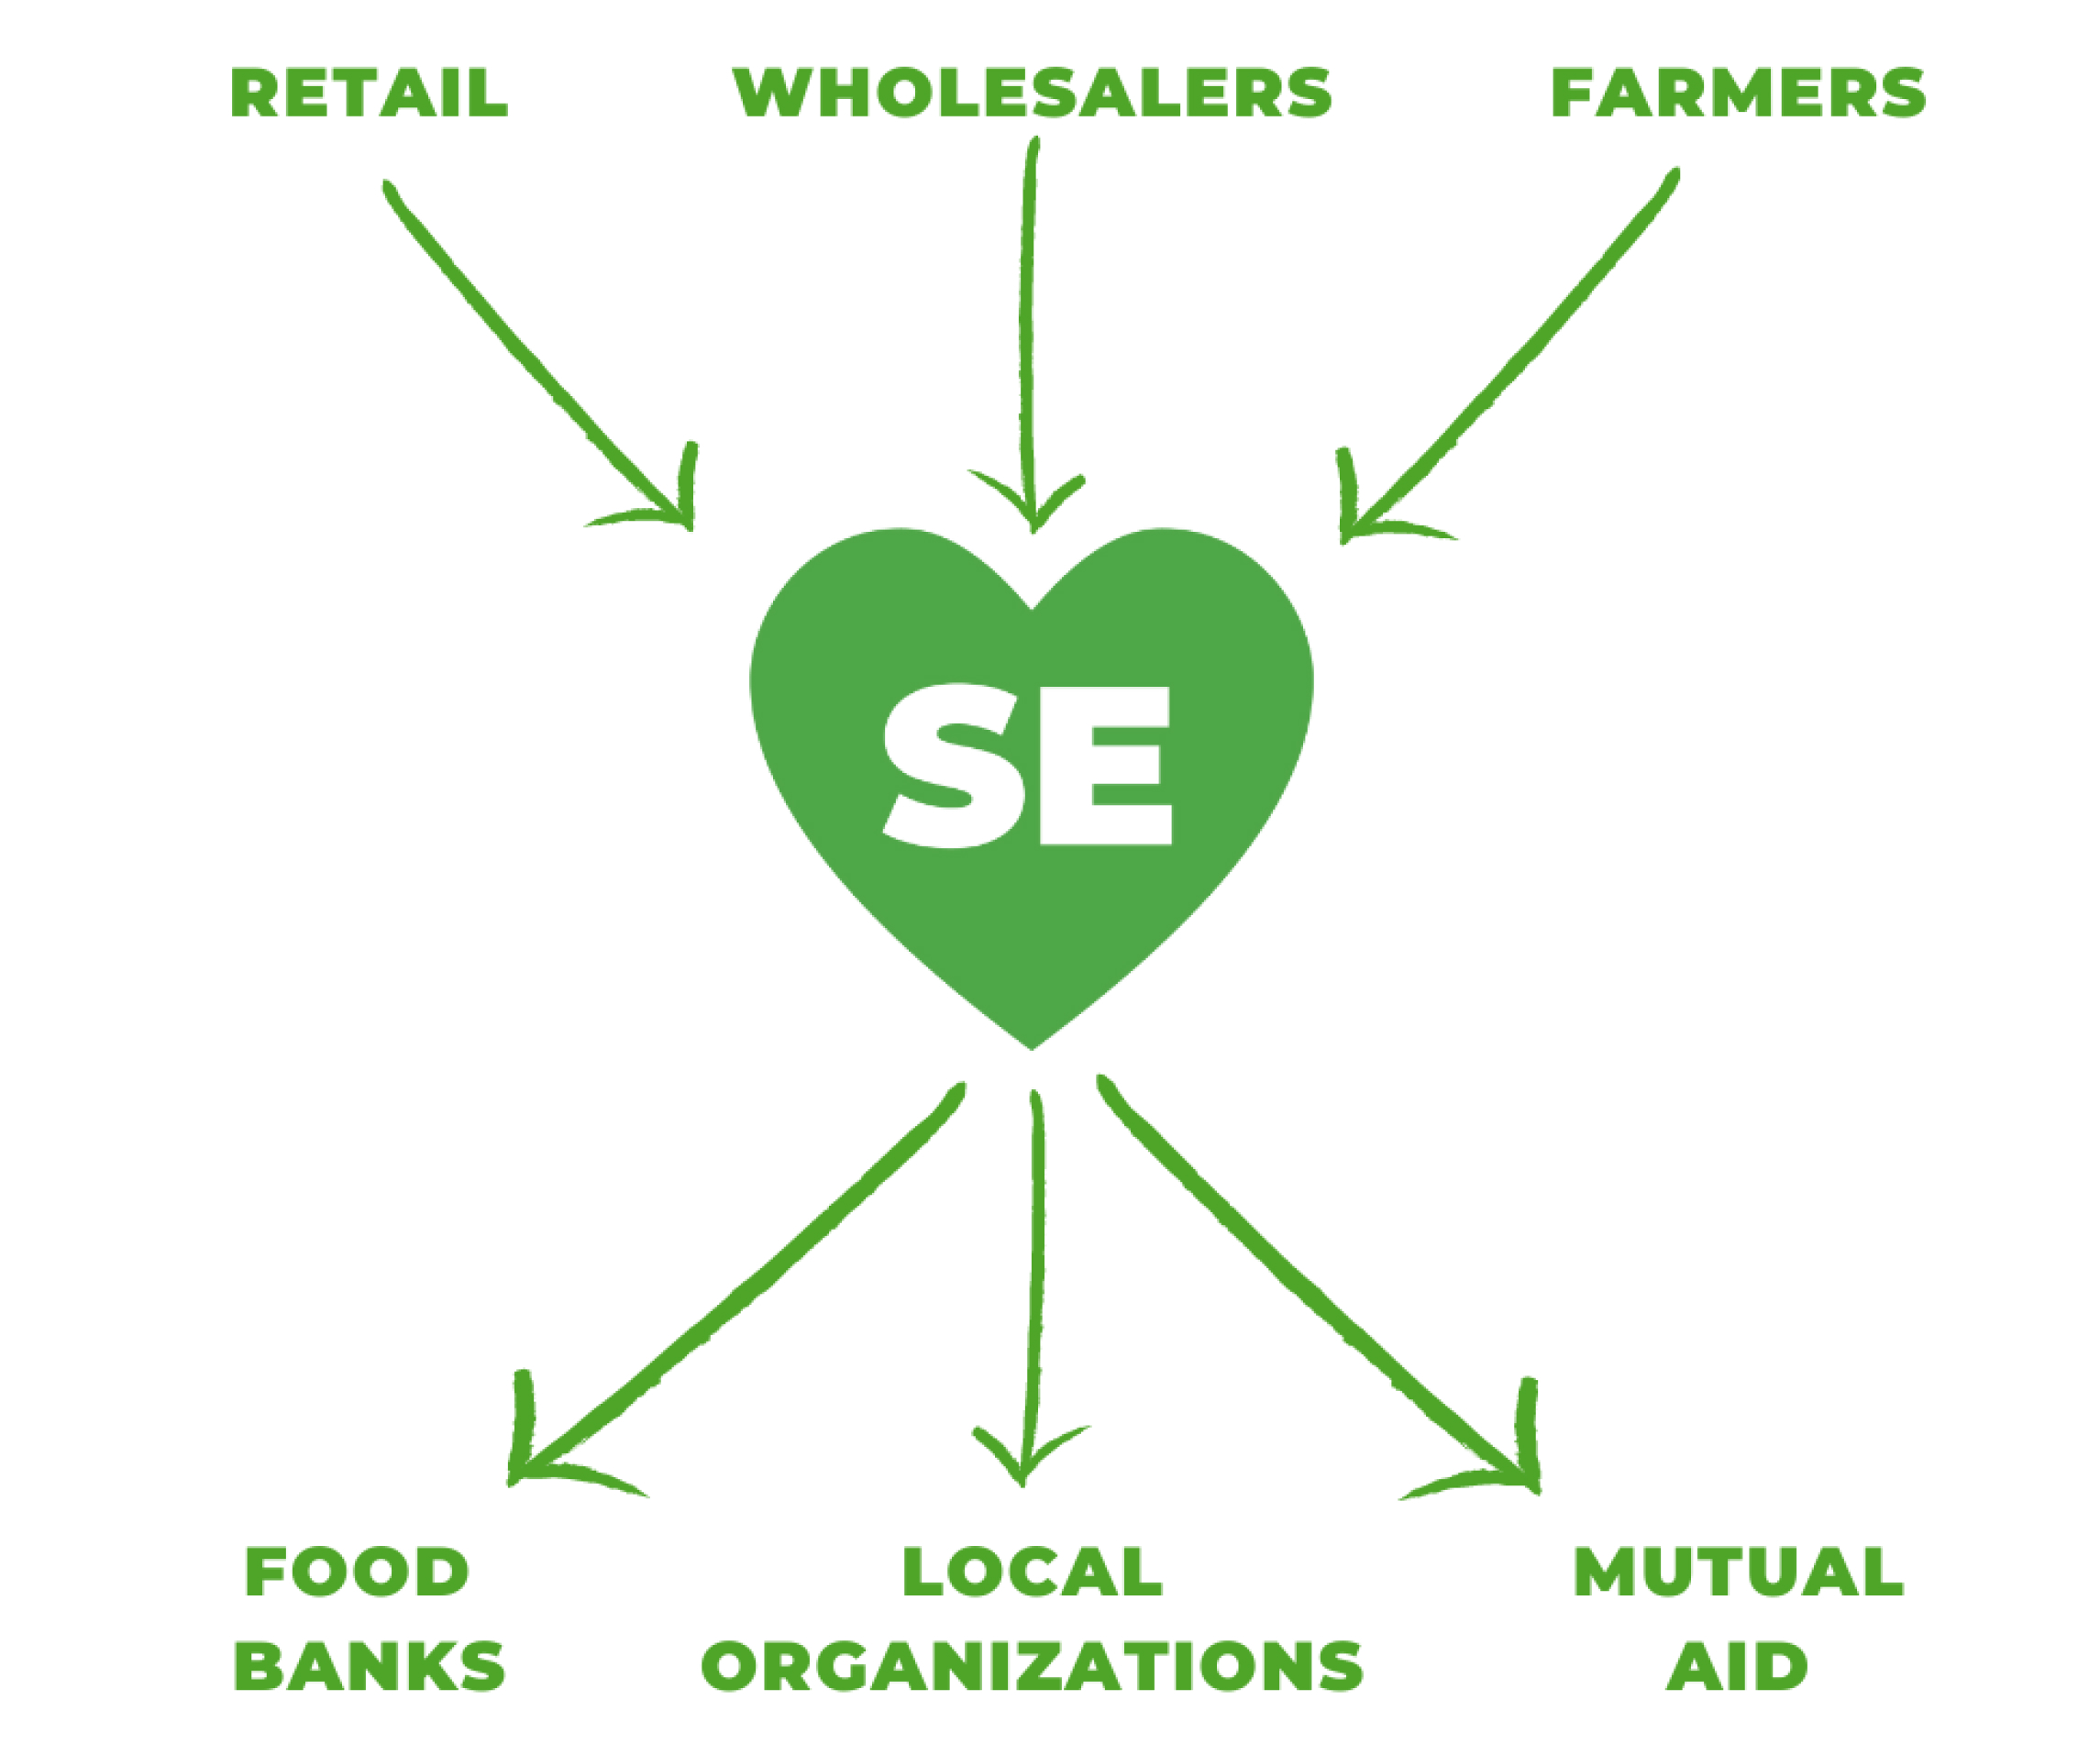 RETAIL
WHOLESALERS
FARMERS
SE
FOOD
BANKS
LOCAL
ORGANIZATIONS
MUTUAL
AID